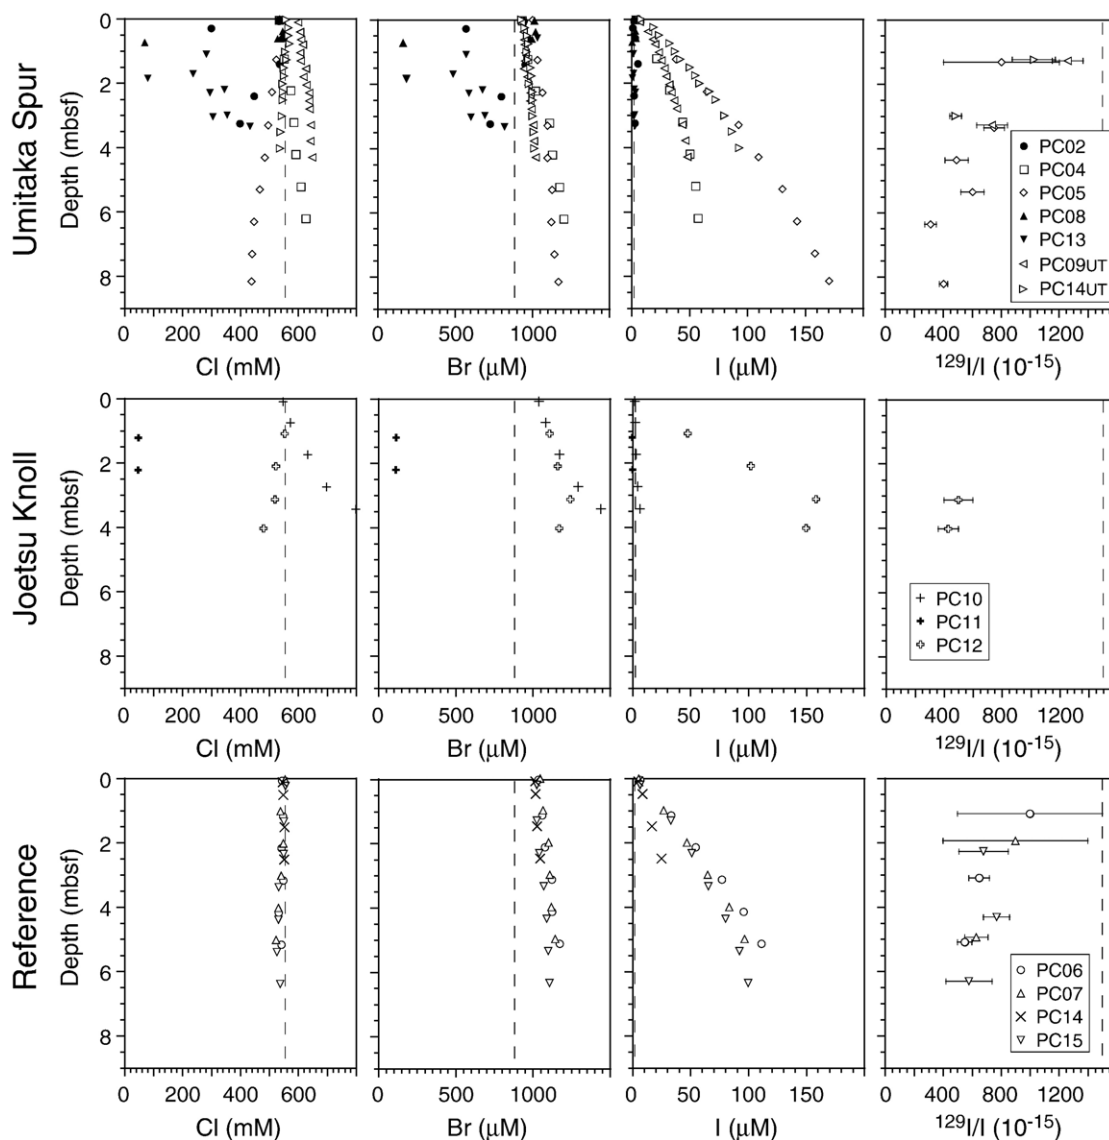 Umitaka Spur
Depth (mbsf)
0
2
4
6
8
0 200 400 600
Cl (mM)
0 500 1000
Br (μM)
0 50 100 150
I (μM)
400 800 1200
¹²⁹I/I (10⁻¹⁵)
PC02
PC04
PC05
PC08
PC13
PC09UT
PC14UT
Joetsu Knoll
Depth (mbsf)
0
2
4
6
8
0 200 400 600
Cl (mM)
0 500 1000
Br (μM)
0 50 100 150
I (μM)
400 800 1200
¹²⁹I/I (10⁻¹⁵)
PC10
PC11
PC12
Reference
Depth (mbsf)
0
2
4
6
8
0 200 400 600
Cl (mM)
0 500 1000
Br (μM)
0 50 100 150
I (μM)
400 800 1200
¹²⁹I/I (10⁻¹⁵)
PC06
PC07
PC14
PC15